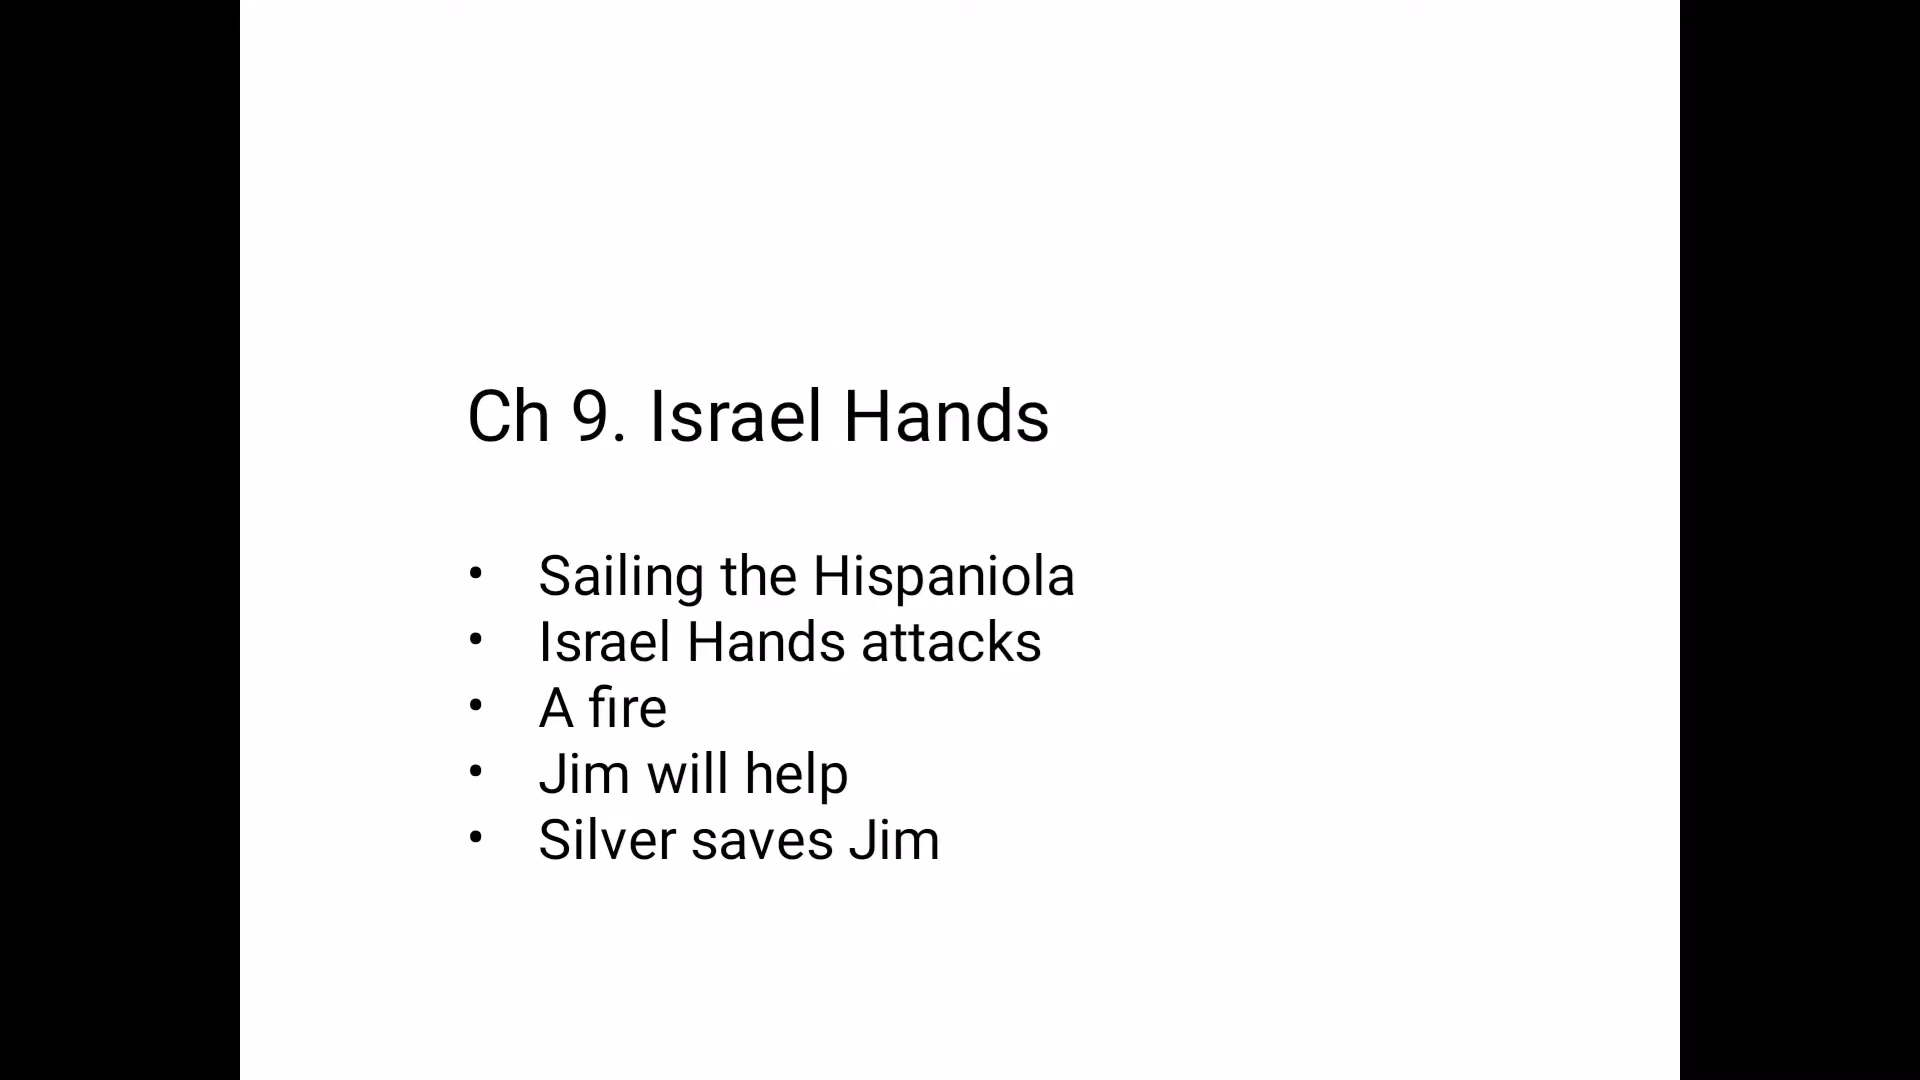 Ch 9. Israel Hands
• Sailing the Hispaniola
• Israel Hands attacks
• A fire
• Jim will help
• Silver saves Jim